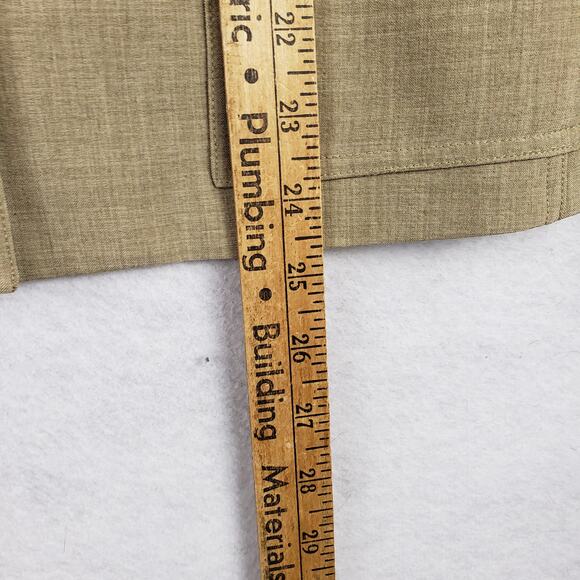 ric • Plumbing • Building Materials
22 23 24 25 26 27 28 29